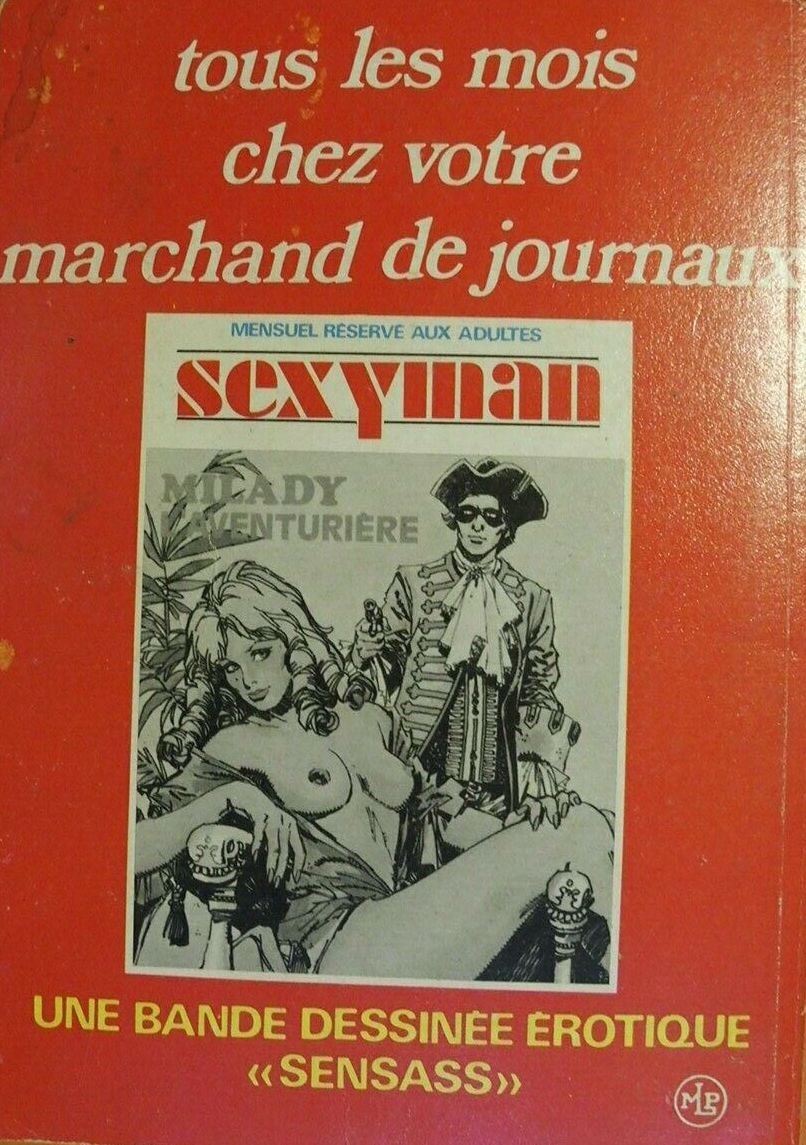 tous les mois
chez votre
marchand de journaux
MENSUEL RÉSERVÉ AUX ADULTES
sexyman
MILADY
L'AVENTURIÈRE
UNE BANDE DESSINÉE ÉROTIQUE
«SENSASS»
MLP